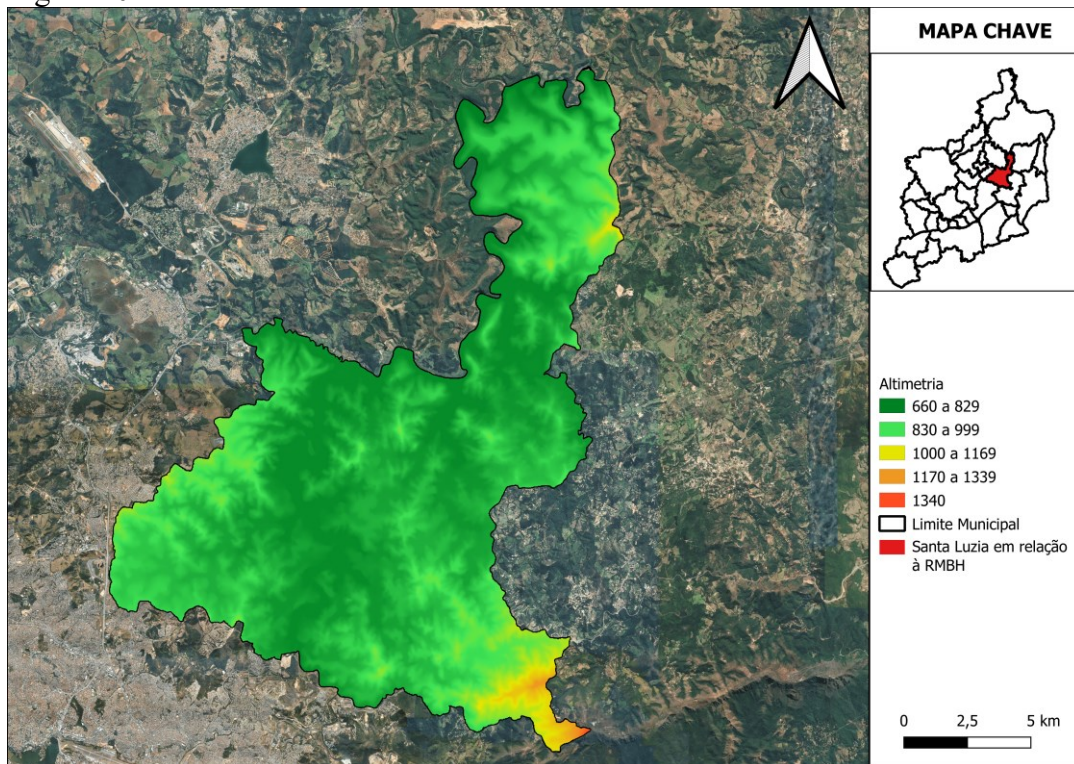 MAPA CHAVE
Altimetria
660 a 829
830 a 999
1000 a 1169
1170 a 1339
1340
Limite Municipal
Santa Luzia em relação
à RMBH
0 2,5 5 km